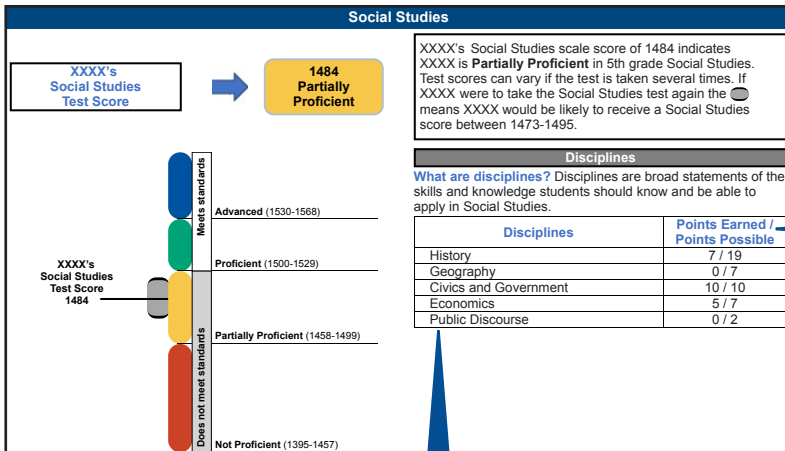 Social Studies
XXXX's
Social Studies
Test Score
1484
Partially
Proficient
XXXX's Social Studies scale score of 1484 indicates
XXXX is Partially Proficient in 5th grade Social Studies.
Test scores can vary if the test is taken several times. If
XXXX were to take the Social Studies test again the
means XXXX would be likely to receive a Social Studies
score between 1473-1495.
Meets standards
Advanced (1530-1568)
Proficient (1500-1529)
XXXX's
Social Studies
Test Score
1484
Does not meet standards
Partially Proficient (1458-1499)
Not Proficient (1395-1457)
Disciplines
What are disciplines? Disciplines are broad statements of the
skills and knowledge students should know and be able to
apply in Social Studies.
Disciplines
Points Earned /
Points Possible
History 7 / 19
Geography 0 / 7
Civics and Government 10 / 10
Economics 5 / 7
Public Discourse 0 / 2